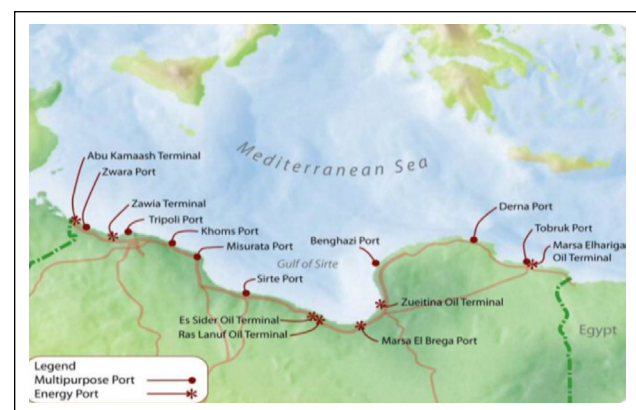 Mediterranean Sea
Abu Kamaash Terminal
Zwara Port
Zawia Terminal
Tripoli Port
Khoms Port
Misurata Port
Sirte Port
Es Sider Oil Terminal
Ras Lanuf Oil Terminal
Gulf of Sirte
Benghazi Port
Derna Port
Tobruk Port
Marsa Elhariga
Oil Terminal
Zueitina Oil Terminal
Marsa El Brega Port
Egypt
Legend
Multipurpose Port
Energy Port